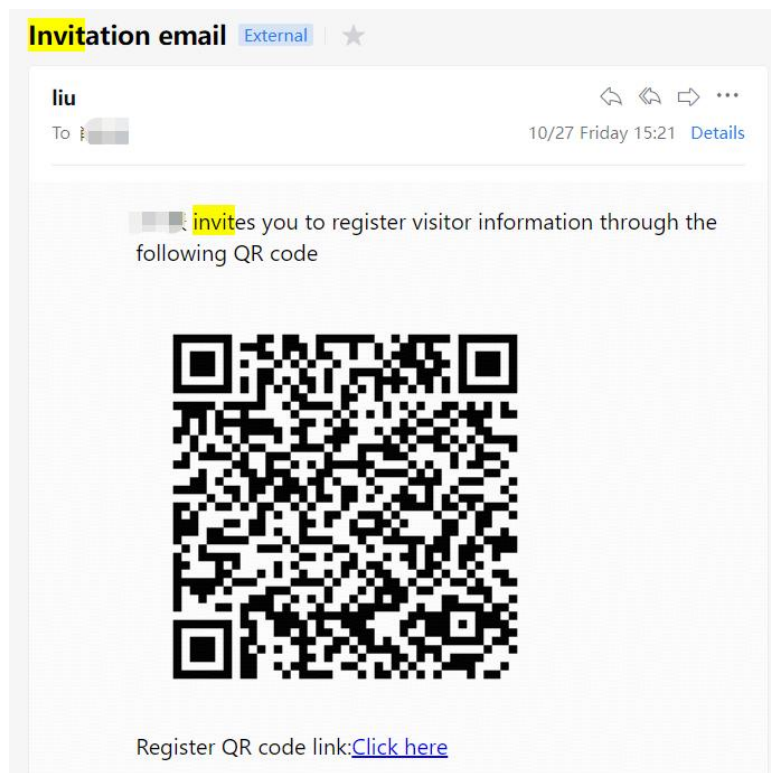 Invitation email External
liu
To
10/27 Friday 15:21 Details
invites you to register visitor information through the
following QR code
Register QR code link:Click here